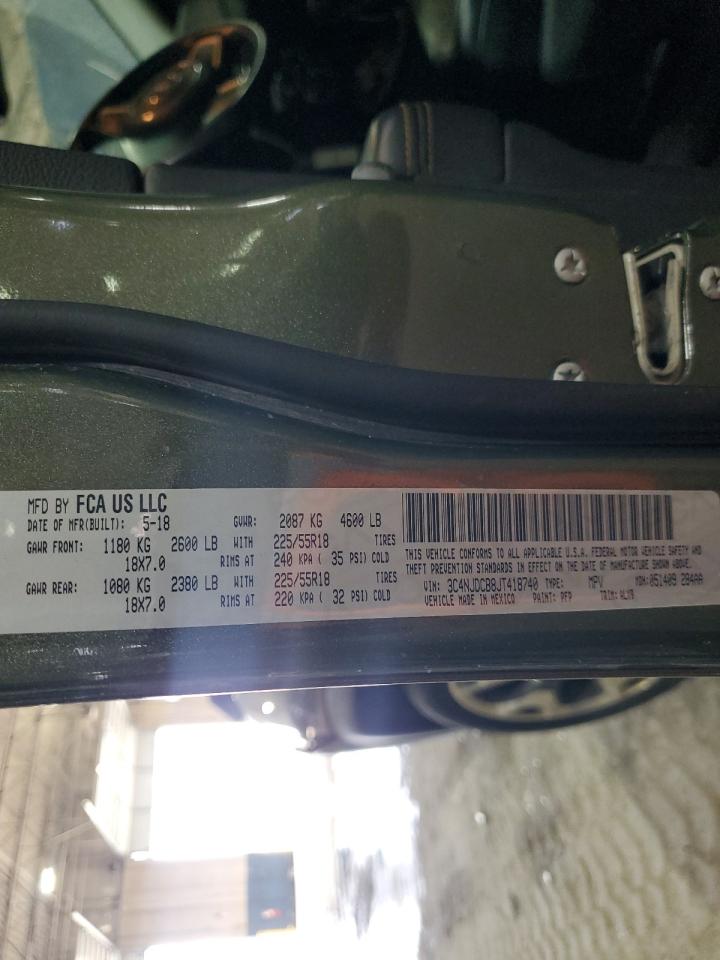 MFD BY FCA US LLC
DATE OF MFR(BUILT): 5-18 GVWR: 2087 KG 4600 LB
GAWR FRONT: 1180 KG 2600 LB WITH 225/55R18 TIRES
18X7.0 RIMS AT 240 KPA ( 35 PSI) COLD
GAWR REAR: 1080 KG 2380 LB WITH 225/55R18 TIRES
18X7.0 RIMS AT 220 KPA ( 32 PSI) COLD
THIS VEHICLE CONFORMS TO ALL APPLICABLE U.S.A. FEDERAL MOTOR VEHICLE SAFETY AND
THEFT PREVENTION STANDARDS IN EFFECT ON THE DATE OF MANUFACTURE SHOWN ABOVE.
VIN: 3C4NJDCB8JT418740 TYPE: MPV MDH: 051409 284AA
VEHICLE MADE IN MEXICO PAINT: PFP TRIM: